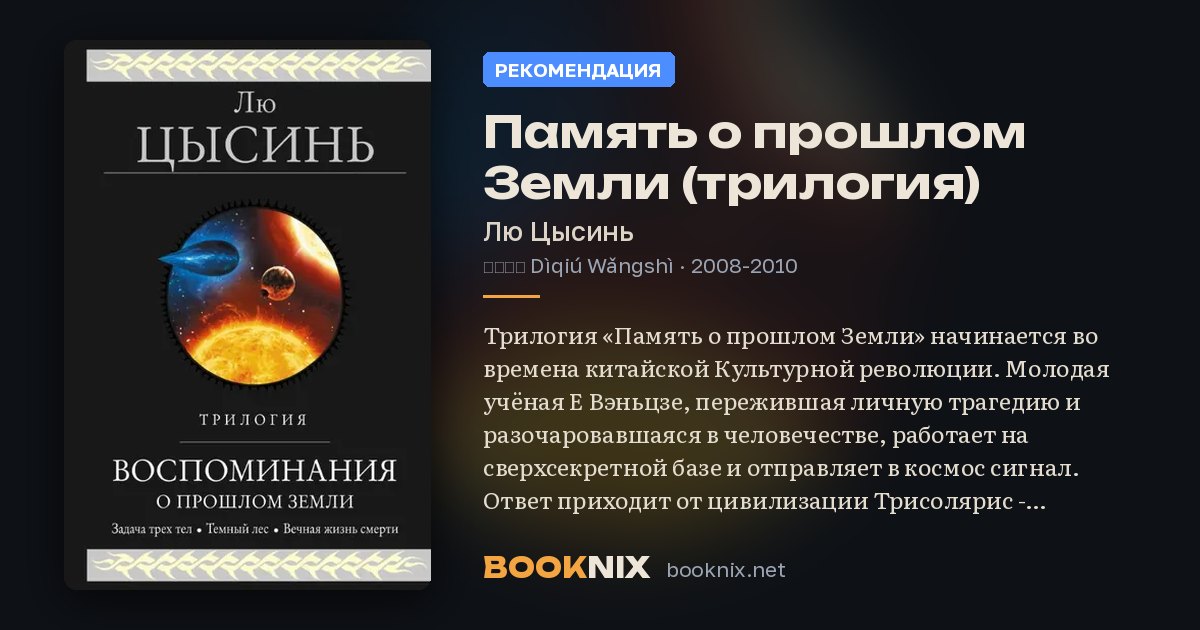 Лю
ЦЫСИНЬ
ТРИЛОГИЯ
ВОСПОМИНАНИЯ
О ПРОШЛОМ ЗЕМЛИ
Задача трех тел • Темный лес • Вечная жизнь смерти
РЕКОМЕНДАЦИЯ
Память о прошлом
Земли (трилогия)
Лю Цысинь
□□□□ Dìqiú Wǎngshì · 2008-2010
Трилогия «Память о прошлом Земли» начинается во
времена китайской Культурной революции. Молодая
учёная Е Вэньцзе, пережившая личную трагедию и
разочаровавшаяся в человечестве, работает на
сверхсекретной базе и отправляет в космос сигнал.
Ответ приходит от цивилизации Трисолярис -...
BOOKNIX booknix.net